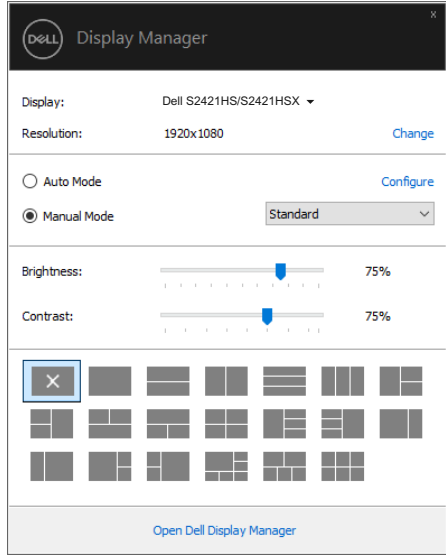 x
DELL Display Manager
Display: Dell S2421HS/S2421HSX
Resolution: 1920x1080 Change
Auto Mode Configure
Manual Mode Standard
Brightness: 75%
Contrast: 75%
Open Dell Display Manager